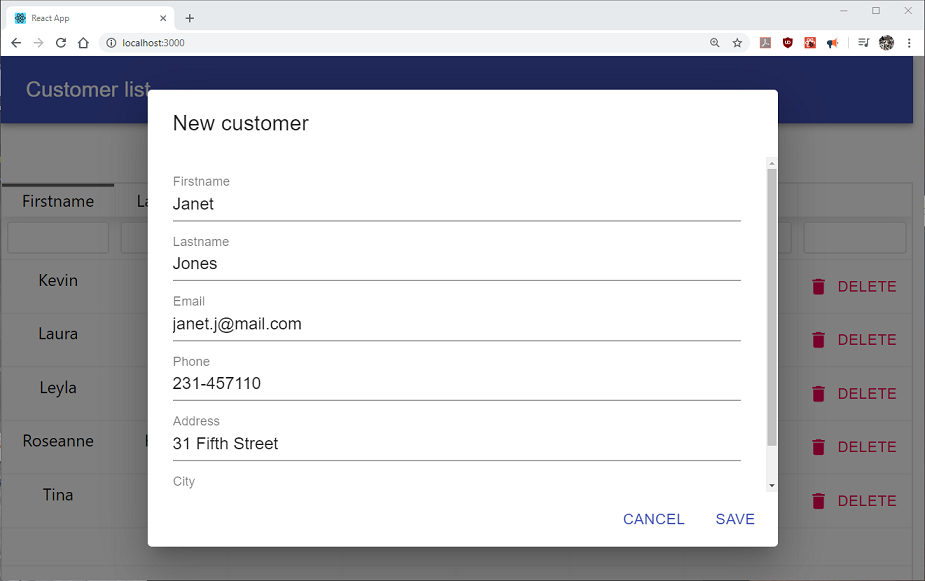 React App
localhost:3000
Customer list
New customer
Firstname
Janet
Lastname
Jones
Email
janet.j@mail.com
Phone
231-457110
Address
31 Fifth Street
City
CANCEL SAVE
Firstname
Kevin DELETE
Laura DELETE
Leyla DELETE
Roseanne DELETE
Tina DELETE